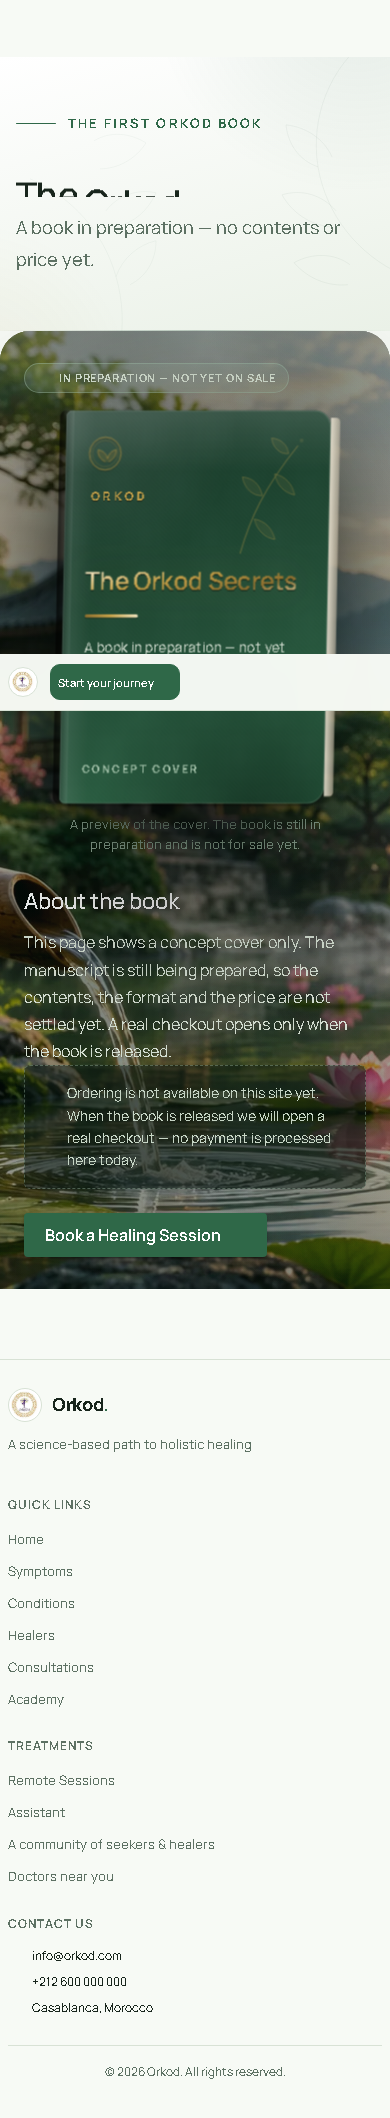 THE FIRST ORKOD BOOK
The Orkod
A book in preparation — no contents or
price yet.
IN PREPARATION — NOT YET ON SALE
ORKOD
The Orkod Secrets
A book in preparation — not yet
Start your journey
CONCEPT COVER
A preview of the cover. The book is still in
preparation and is not for sale yet.
About the book
This page shows a concept cover only. The
manuscript is still being prepared, so the
contents, the format and the price are not
settled yet. A real checkout opens only when
the book is released.
Ordering is not available on this site yet.
When the book is released we will open a
real checkout — no payment is processed
here today.
Book a Healing Session
Orkod.
A science-based path to holistic healing
QUICK LINKS
Home
Symptoms
Conditions
Healers
Consultations
Academy
TREATMENTS
Remote Sessions
Assistant
A community of seekers & healers
Doctors near you
CONTACT US
info@orkod.com
+212 600 000 000
Casablanca, Morocco
© 2026 Orkod. All rights reserved.